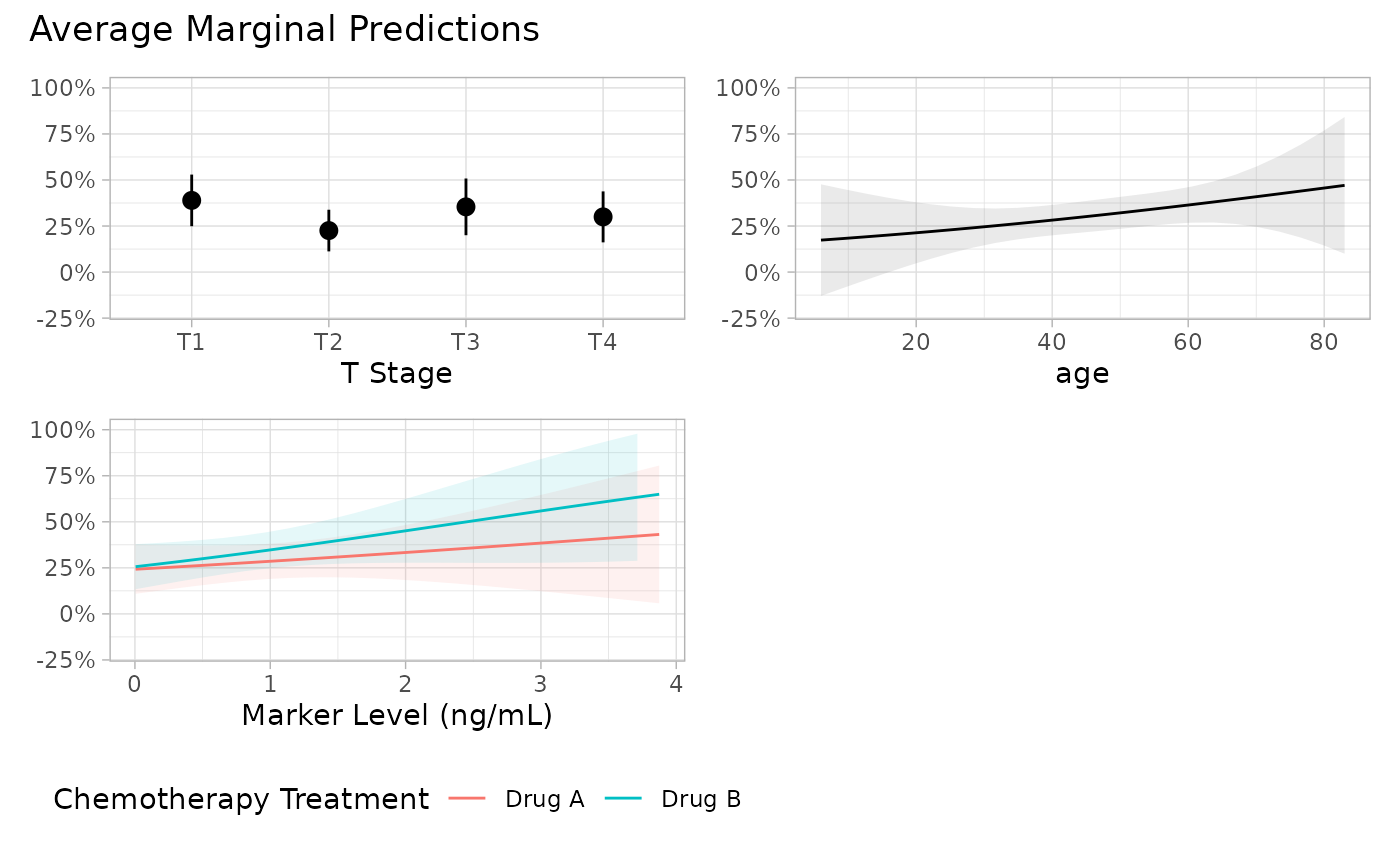 Average Marginal Predictions
100%
75%
50%
25%
0%
-25%
T1 T2 T3 T4
T Stage
100%
75%
50%
25%
0%
-25%
20 40 60 80
age
100%
75%
50%
25%
0%
-25%
0 1 2 3 4
Marker Level (ng/mL)
Chemotherapy Treatment Drug A Drug B